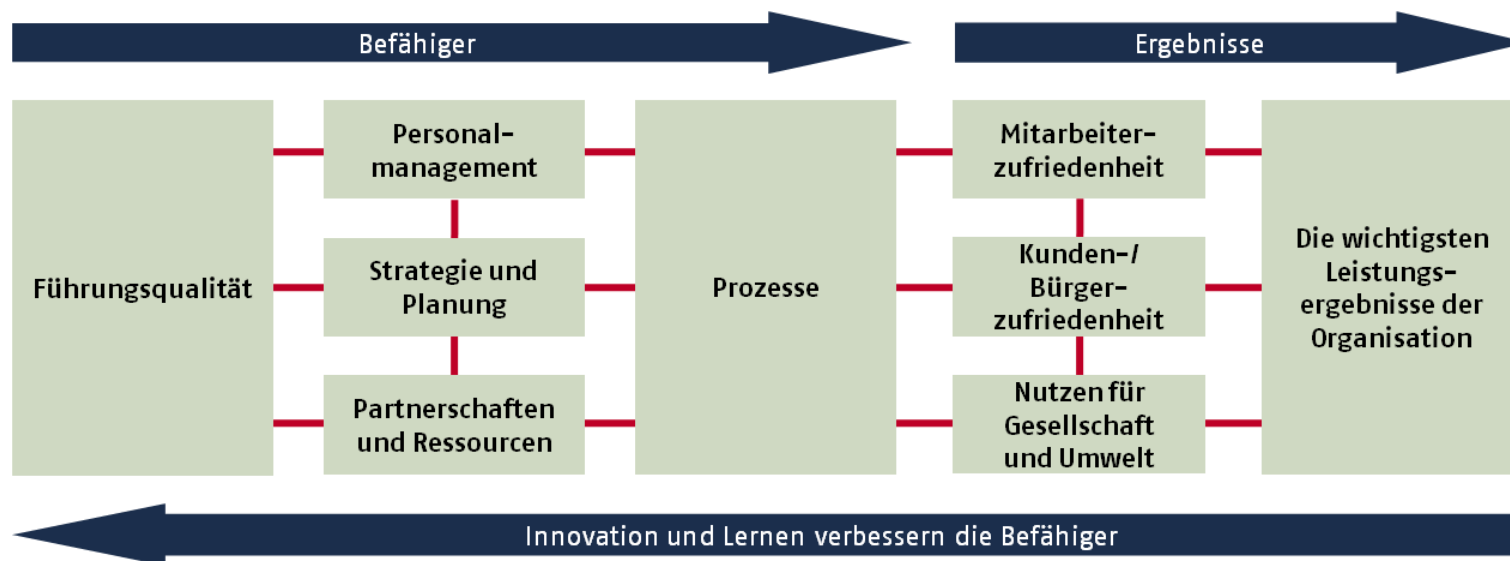 Befähiger
Ergebnisse
Führungsqualität
Personal-
management
Strategie und
Planung
Partnerschaften
und Ressourcen
Prozesse
Mitarbeiter-
zufriedenheit
Kunden-/
Bürger-
zufriedenheit
Nutzen für
Gesellschaft
und Umwelt
Die wichtigsten
Leistungs-
ergebnisse der
Organisation
Innovation und Lernen verbessern die Befähiger